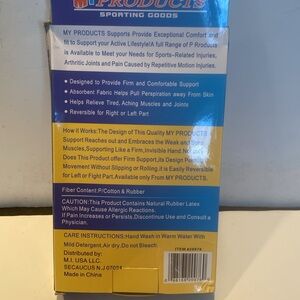 PRODUCTS
SPORTING GOODS
MY PRODUCTS Supports Provide Exceptional Comfort and
fit to Support your Active Lifestyle!A full Range of P Products
is Available to Meet your Needs for Sports-Related Injuries,
Arthritic Joints and Pain Caused by Repetitive Motion Injuries.
• Designed to Provide Firm and Comfortable Support
• Absorbent Fabric Helps Pull Perspiration away From Skin
• Helps Relieve Tired, Aching Muscles and Joints
• Reversible for Right or Left Part
How it Works:The Design of This Quality MY PRODUCTS
Support Reaches out and Embraces the Weak and
Muscles,Supporting Like a Firm,Invisible Hand.
Does This Product offer Firm Support,its Design
Movement Without Slipping or Rolling it is Easily Reversible
for Left or Fight Part.Available only From MY PRODUCTS.
Fiber Content:P/Cotton & Rubber
CAUTION:This Product Contains Natural Rubber Latex
Which May Cause Allergic Reactions.
If Pain Increases or Persists,Discontinue Use and Consult a
Physician.
CARE INSTRUCTIONS:Hand Wash in Warm Water With
Mild Detergent.Air dry.Do not Bleach.
Distributed by:
M.I. USA LLC.
SECAUCUS N.J 07094
Made in China